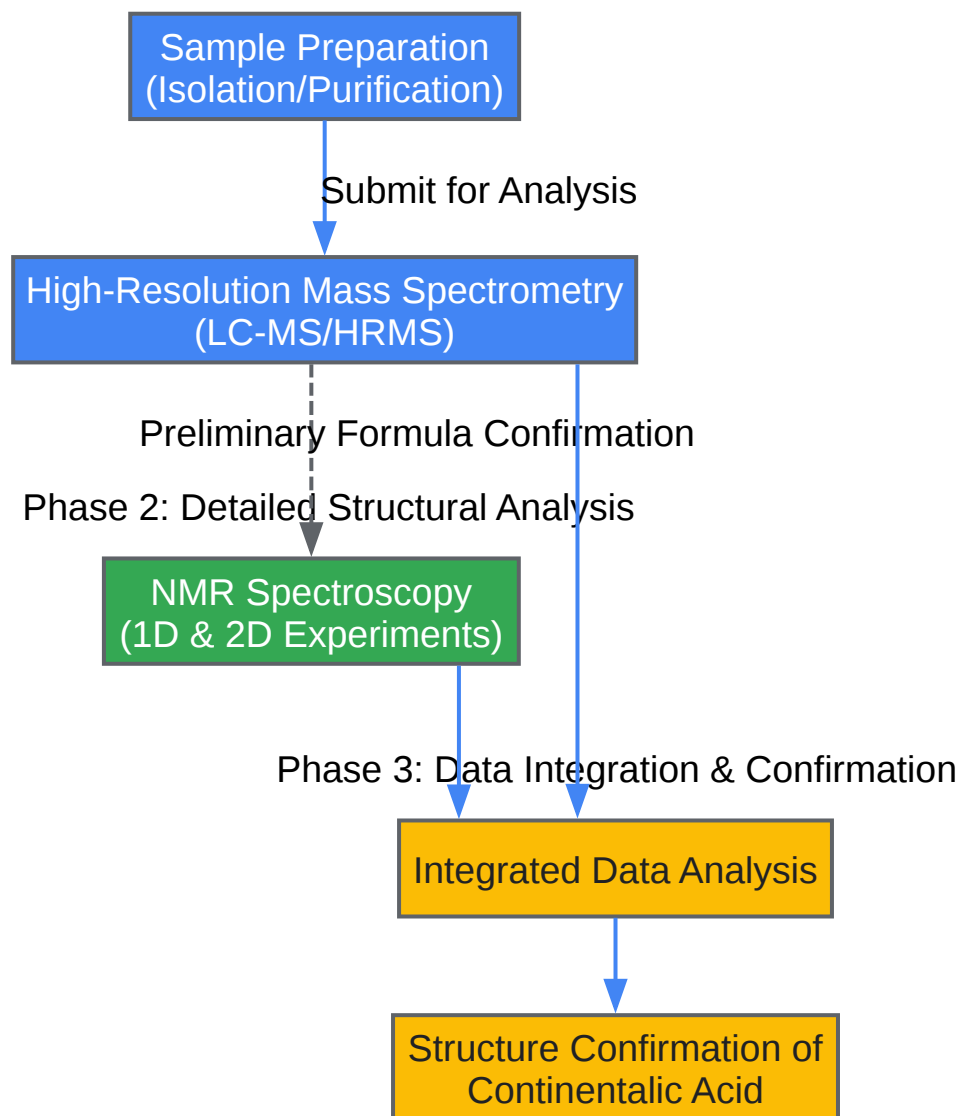 Sample Preparation
(Isolation/Purification)
Submit for Analysis
High-Resolution Mass Spectrometry
(LC-MS/HRMS)
Preliminary Formula Confirmation
Phase 2: Detailed Structural Analysis
NMR Spectroscopy
(1D & 2D Experiments)
Phase 3: Data Integration & Confirmation
Integrated Data Analysis
Structure Confirmation of
Continentalic Acid